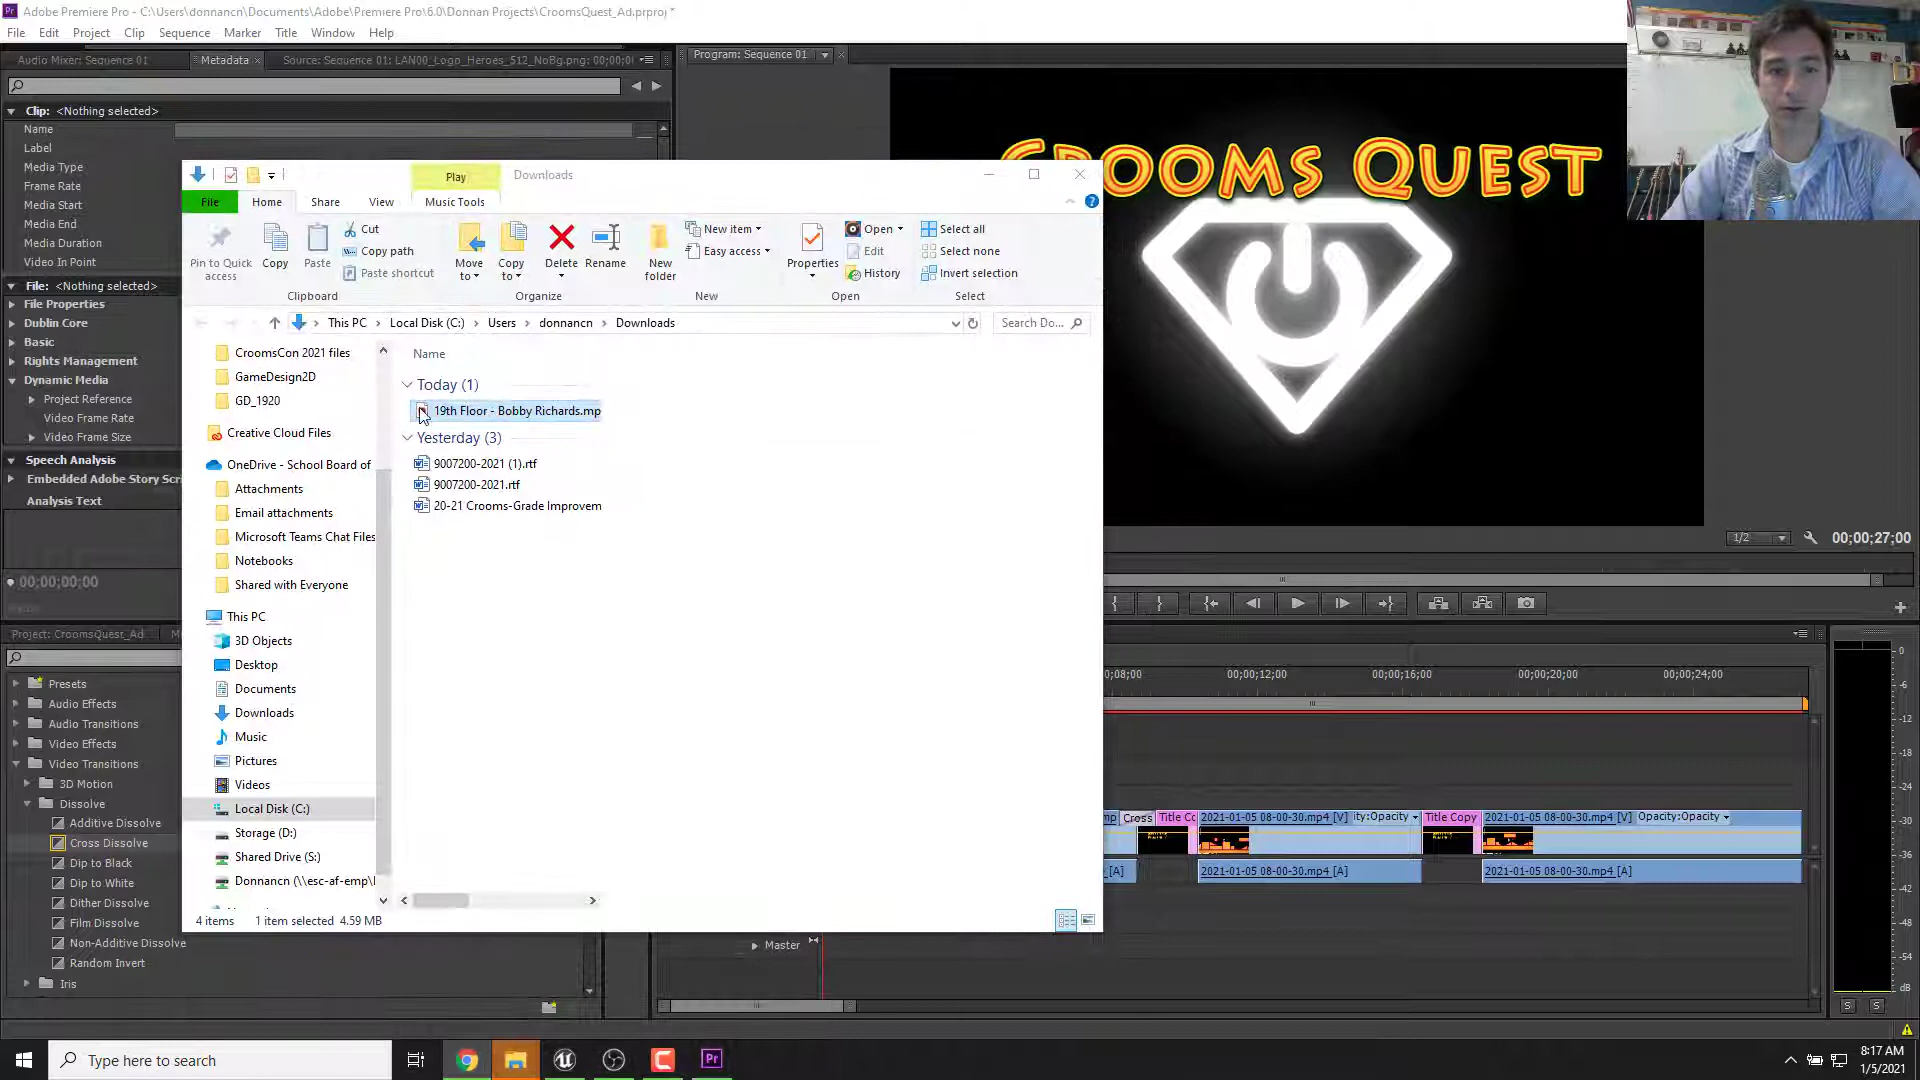 Adobe Premiere Pro - C:\Users\donnancn\Documents\Adobe\Premiere Pro\6.0\Donnan Projects\CroomsQuest_Ad.prproj *
File Edit Project Clip Sequence Marker Title Window Help
Audio Mixer: Sequence 01
Metadata
Source: Sequence 01: LAN00_Logo_Heroes_512_NoBg.png: 00;00;0
Program: Sequence 01
Clip: <Nothing selected>
Name
Label
Media Type
Frame Rate
Media Start
Media End
Media Duration
Video In Point
File: <Nothing selected>
File Properties
Dublin Core
Basic
Rights Management
Dynamic Media
Project Reference
Video Frame Rate
Video Frame Size
Speech Analysis
Embedded Adobe Story Scri
Analysis Text
00;00;00;00
Play
Downloads
File
Home
Share
View
Music Tools
Pin to Quick access
Copy
Paste
Cut
Copy path
Paste shortcut
Clipboard
Move to
Copy to
Delete
Rename
Organize
New folder
New item
Easy access
New
Properties
Open
Edit
History
Open
Select all
Select none
Invert selection
Select
This PC > Local Disk (C:) > Users > donnancn > Downloads
Search Do...
CroomsCon 2021 files
GameDesign2D
GD_1920
Creative Cloud Files
OneDrive - School Board of
Attachments
Email attachments
Microsoft Teams Chat Files
Notebooks
Shared with Everyone
This PC
3D Objects
Desktop
Documents
Downloads
Music
Pictures
Videos
Local Disk (C:)
Storage (D:)
Shared Drive (S:)
Donnancn (\\esc-af-emp\
Name
Today (1)
19th Floor - Bobby Richards.mp
Yesterday (3)
9007200-2021 (1).rtf
9007200-2021.rtf
20-21 Crooms-Grade Improvem
4 items 1 item selected 4.59 MB
CROOMS QUEST
1/2
00;00;27;00
Project: CroomsQuest_Ad
Presets
Audio Effects
Audio Transitions
Video Effects
Video Transitions
3D Motion
Dissolve
Additive Dissolve
Cross Dissolve
Dip to Black
Dip to White
Dither Dissolve
Film Dissolve
Non-Additive Dissolve
Random Invert
Iris
;08;00 00;00;12;00 00;00;16;00 00;00;20;00 00;00;24;00
Cross Title Cc 2021-01-05 08-00-30.mp4 [V] ity:Opacity Title Copy 2021-01-05 08-00-30.mp4 [V] Opacity:Opacity
[A] 2021-01-05 08-00-30.mp4 [A] 2021-01-05 08-00-30.mp4 [A]
Master
0
-6
-12
-18
-24
-30
-36
-42
-48
-54
dB
S S
Type here to search
8:17 AM
1/5/2021